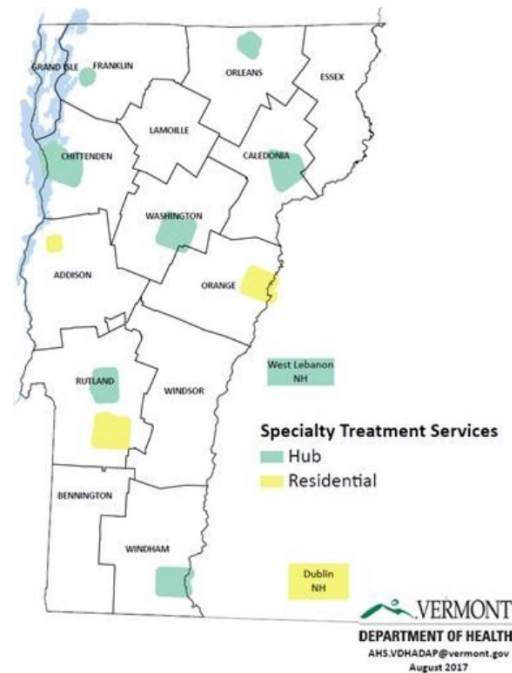 GRAND ISLE
FRANKLIN
ORLEANS
ESSEX
LAMOILLE
CHITTENDEN
CALEDONIA
WASHINGTON
ADDISON
ORANGE
West Lebanon
NH
RUTLAND
WINDSOR
Specialty Treatment Services
Hub
Residential
BENNINGTON
WINDHAM
Dublin
NH
VERMONT
DEPARTMENT OF HEALTH
AHS.VDHADAP@vermont.gov
August 2017